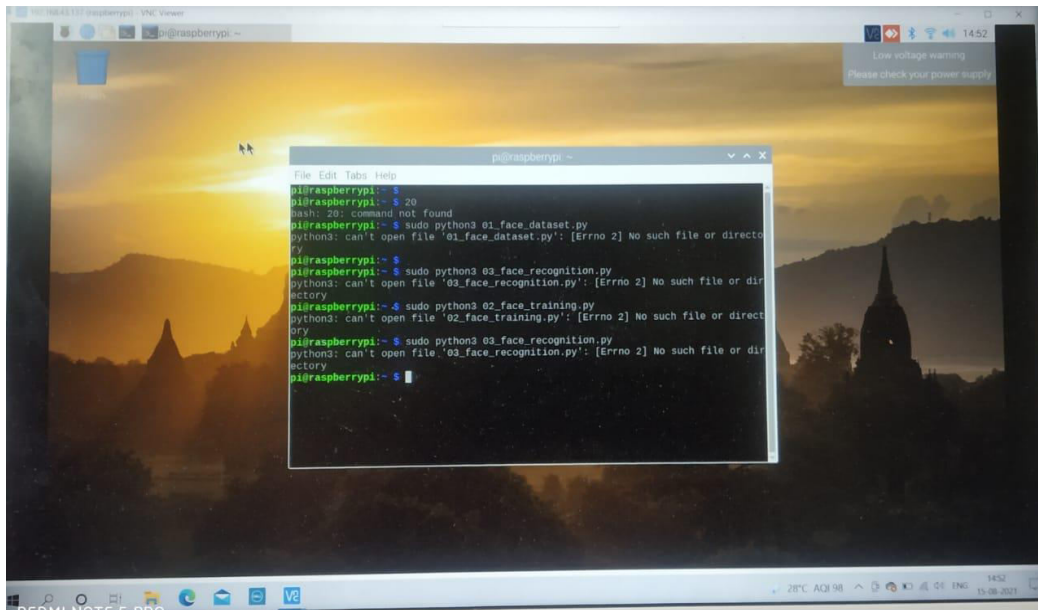 VNC Viewer
pi@raspberrypi: ~
14:52
Low voltage warning
Please check your power supply
pi@raspberrypi: ~
File Edit Tabs Help
pi@raspberrypi:~ $
pi@raspberrypi:~ $ 20
bash: 20: command not found
pi@raspberrypi:~ $ sudo python3 01_face_dataset.py
python3: can't open file '01_face_dataset.py': [Errno 2] No such file or directo
ry
pi@raspberrypi:~ $
pi@raspberrypi:~ $ sudo python3 03_face_recognition.py
python3: can't open file '03_face_recognition.py': [Errno 2] No such file or dir
ectory
pi@raspberrypi:~ $ sudo python3 02_face_training.py
python3: can't open file '02_face_training.py': [Errno 2] No such file or direct
ory
pi@raspberrypi:~ $ sudo python3 03_face_recognition.py
python3: can't open file '03_face_recognition.py': [Errno 2] No such file or dir
ectory
pi@raspberrypi:~ $
28°C AQI 98
ENG
14:52
15-08-2021
REDMI NOTE 5 PRO